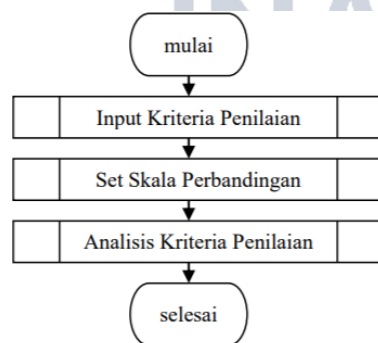 mulai
Input Kriteria Penilaian
Set Skala Perbandingan
Analisis Kriteria Penilaian
selesai